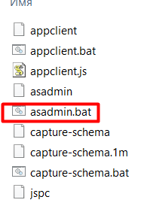 Имя
appclient
appclient.bat
appclient.js
asadmin
asadmin.bat
capture-schema
capture-schema.1m
capture-schema.bat
jspc